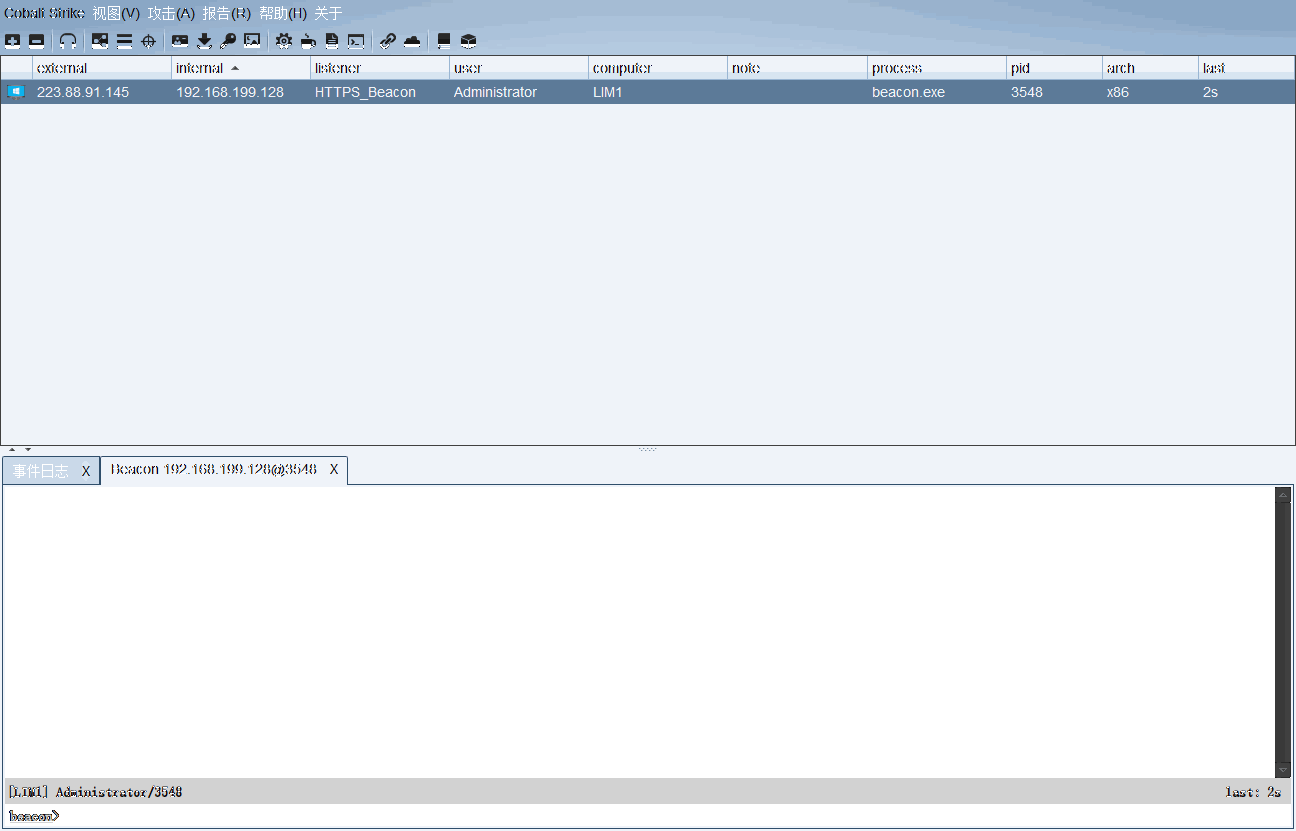 Cobalt Strike 视图(V) 攻击(A) 报告(R) 帮助(H) 关于
external internal listener user computer note process pid arch last
223.88.91.145 192.168.199.128 HTTPS_Beacon Administrator LIM1 beacon.exe 3548 x86 2s
事件日志 X Beacon 192.168.199.128@3548 X
[LIM1] Administrator/3548 last: 2s
beacon>